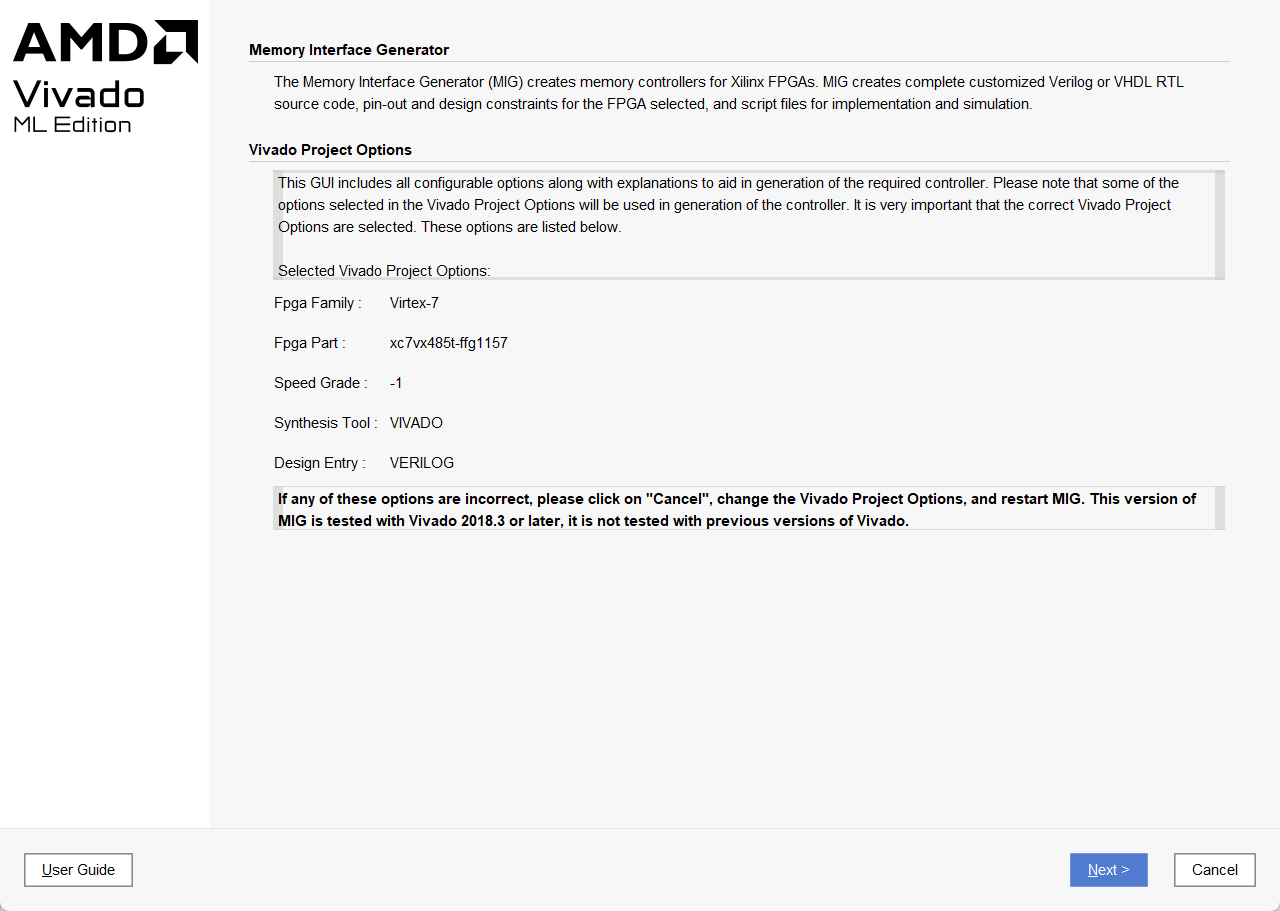 AMD
Vivado
ML Edition
Memory Interface Generator
The Memory Interface Generator (MIG) creates memory controllers for Xilinx FPGAs. MIG creates complete customized Verilog or VHDL RTL
source code, pin-out and design constraints for the FPGA selected, and script files for implementation and simulation.
Vivado Project Options
This GUI includes all configurable options along with explanations to aid in generation of the required controller. Please note that some of the
options selected in the Vivado Project Options will be used in generation of the controller. It is very important that the correct Vivado Project
Options are selected. These options are listed below.
Selected Vivado Project Options:
Fpga Family : Virtex-7
Fpga Part : xc7vx485t-ffg1157
Speed Grade : -1
Synthesis Tool : VIVADO
Design Entry : VERILOG
If any of these options are incorrect, please click on "Cancel", change the Vivado Project Options, and restart MIG. This version of
MIG is tested with Vivado 2018.3 or later, it is not tested with previous versions of Vivado.
User Guide Next > Cancel